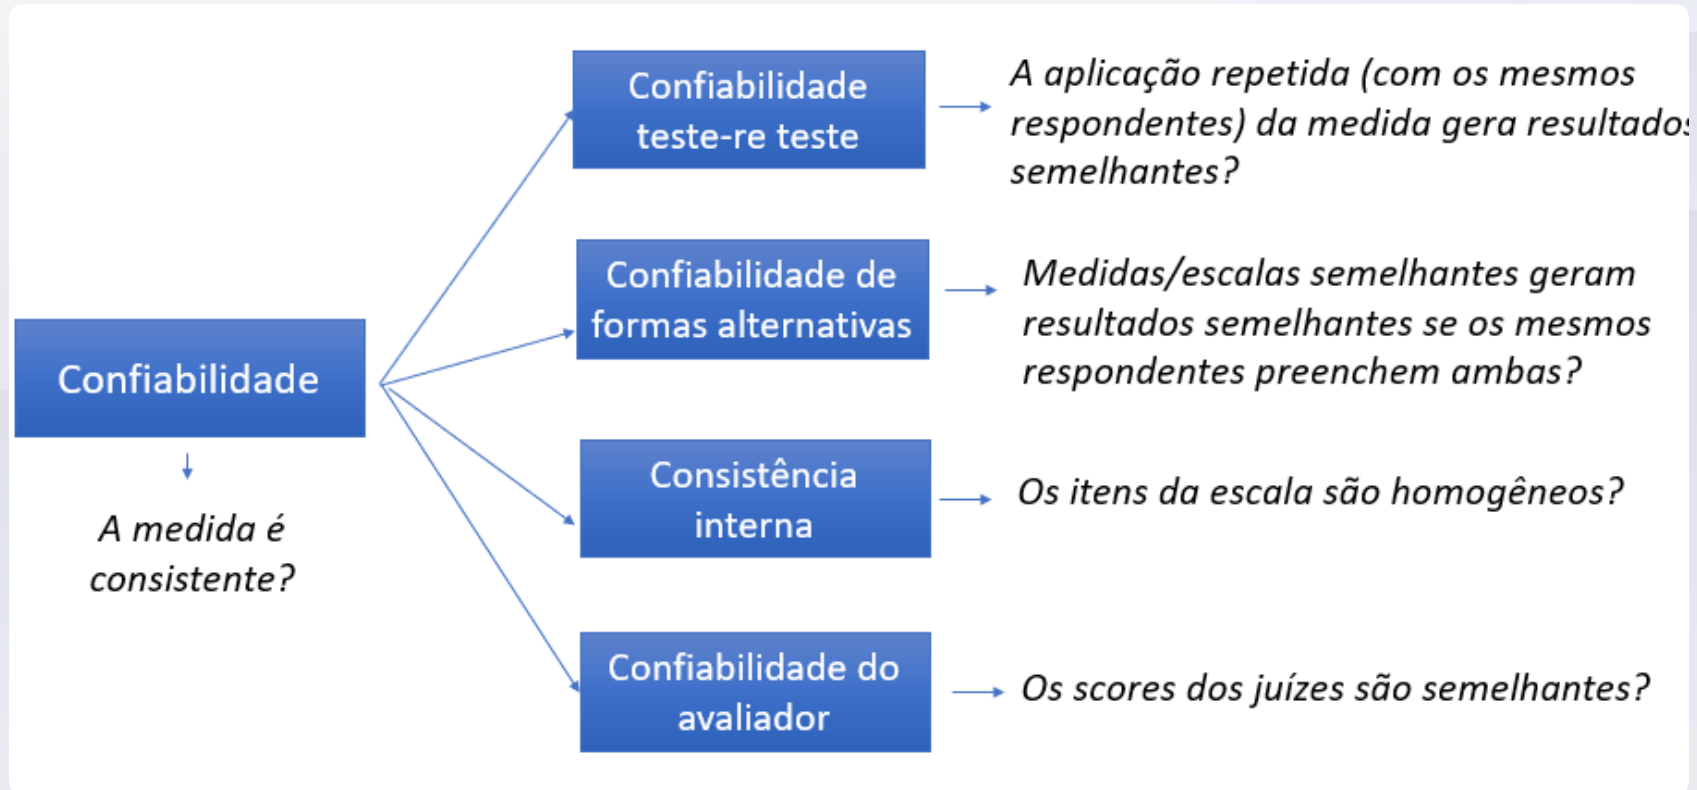 Confiabilidade
teste-re teste
A aplicação repetida (com os mesmos
respondentes) da medida gera resultados
semelhantes?
Confiabilidade de
formas alternativas
Medidas/escalas semelhantes geram
resultados semelhantes se os mesmos
respondentes preenchem ambas?
Confiabilidade
A medida é
consistente?
Consistência
interna
Os itens da escala são homogêneos?
Confiabilidade do
avaliador
Os scores dos juízes são semelhantes?